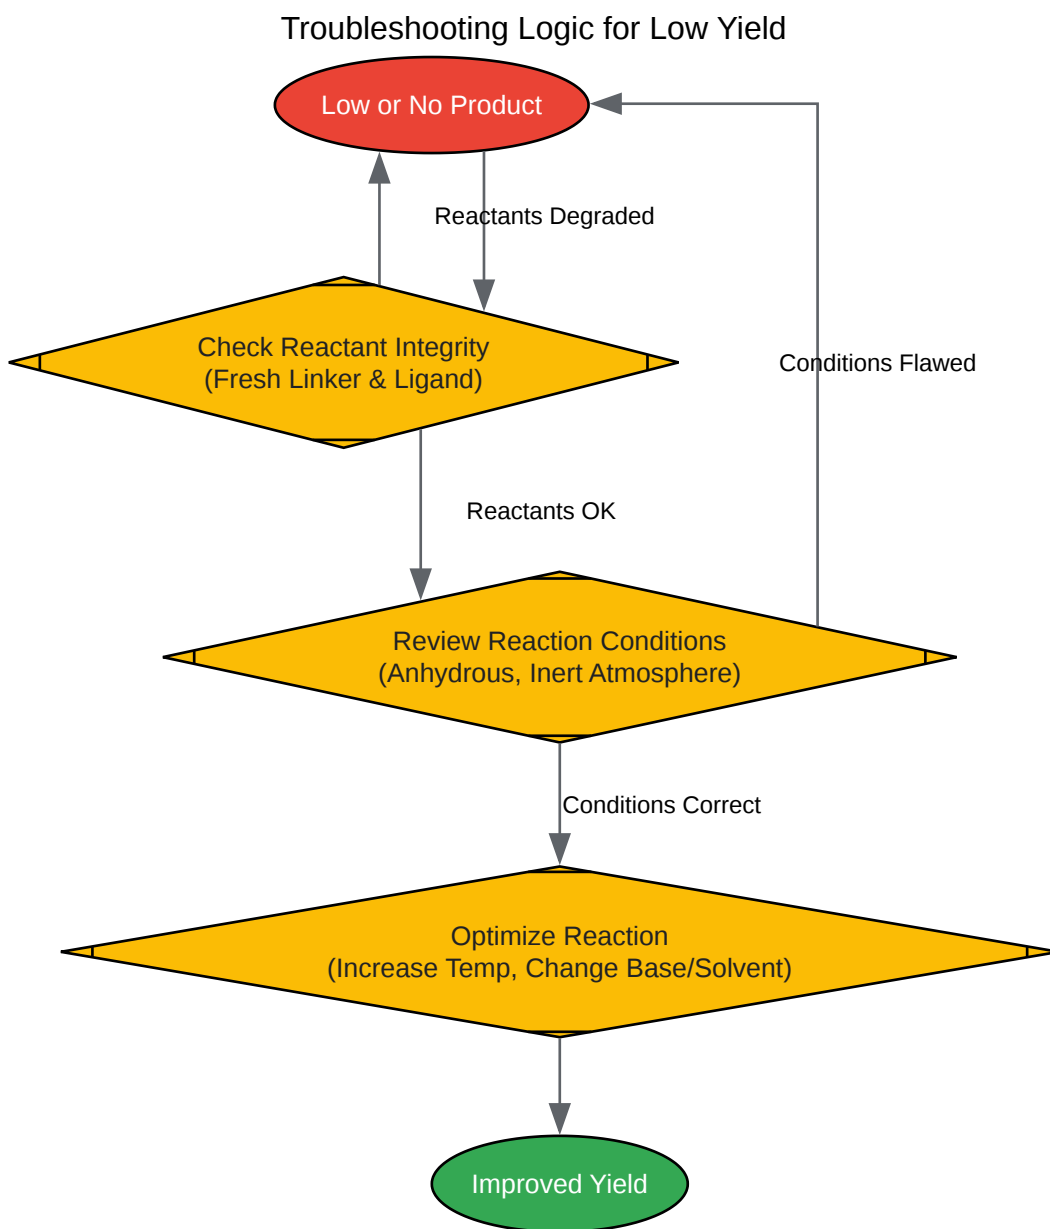 Troubleshooting Logic for Low Yield
Low or No Product
Reactants Degraded
Check Reactant Integrity
(Fresh Linker & Ligand)
Conditions Flawed
Reactants OK
Review Reaction Conditions
(Anhydrous, Inert Atmosphere)
Conditions Correct
Optimize Reaction
(Increase Temp, Change Base/Solvent)
Improved Yield